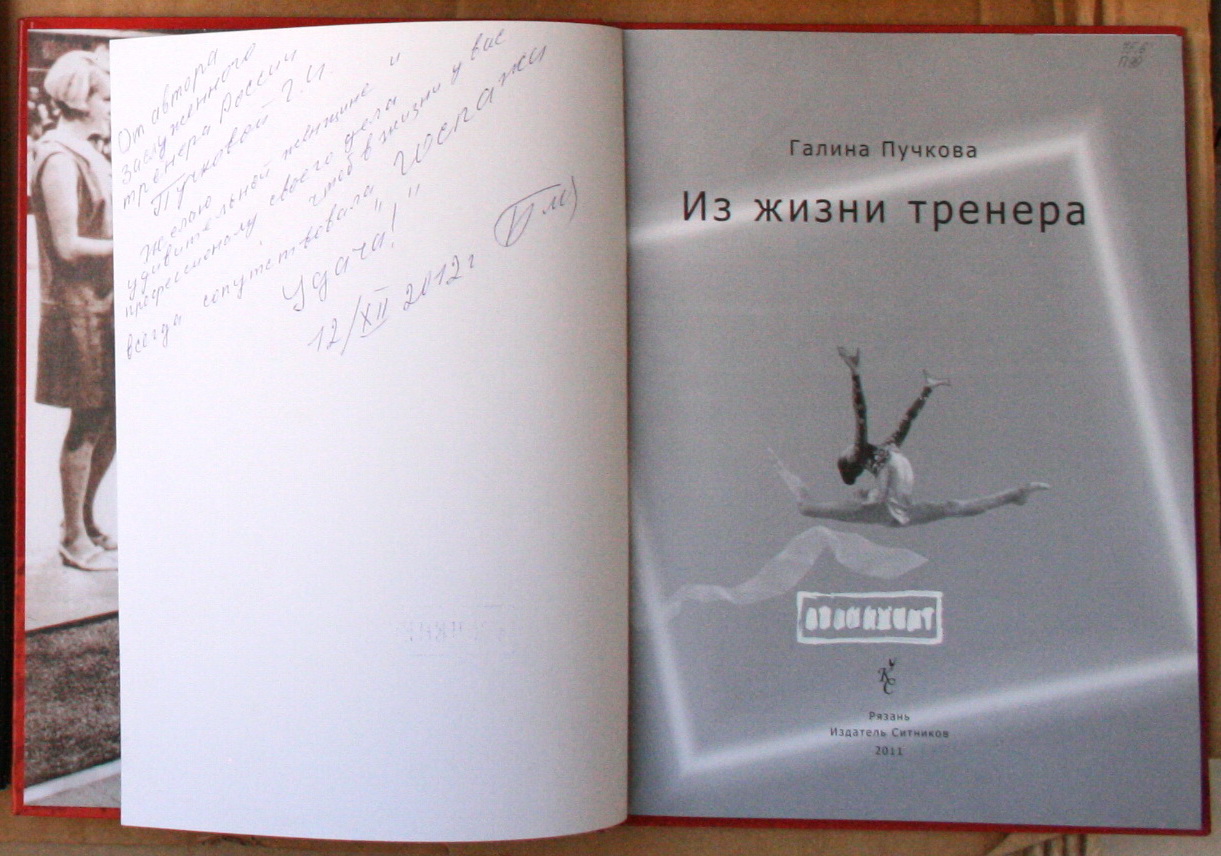 От автора
заслуженного
тренера России
Пучковой Г.И.
Желаю
удивительной женщине и
профессионалу своего дела
чтоб в жизни у вас
всегда сопутствовала Госпожа
"удача!"
12/XII 2012г
Галина Пучкова
Из жизни тренера
Рязань
Издатель Ситников
2011